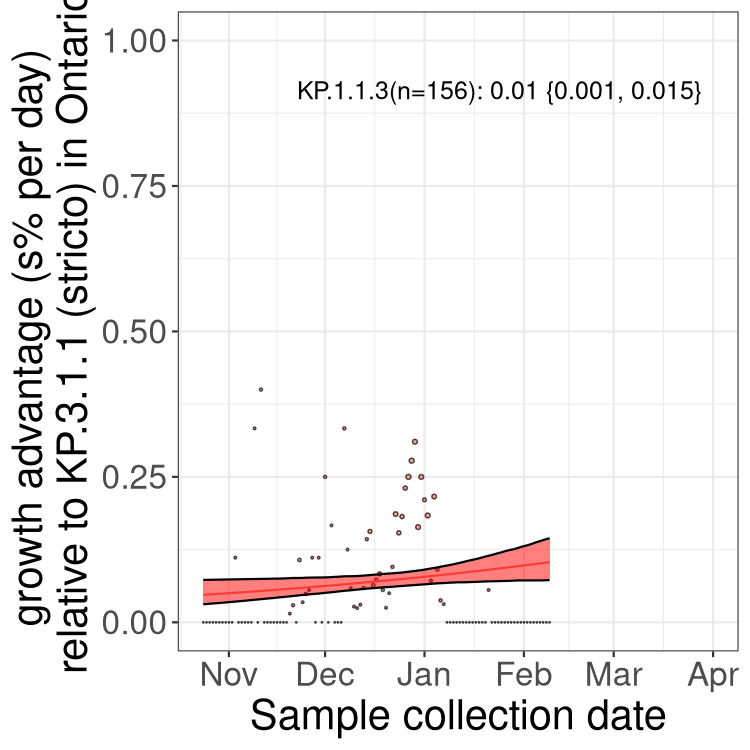 growth advantage (s% per day)
relative to KP.3.1.1 (stricto) in Ontario
1.00
0.75
0.50
0.25
0.00
KP.1.1.3(n=156): 0.01 {0.001, 0.015}
Nov Dec Jan Feb Mar Apr
Sample collection date